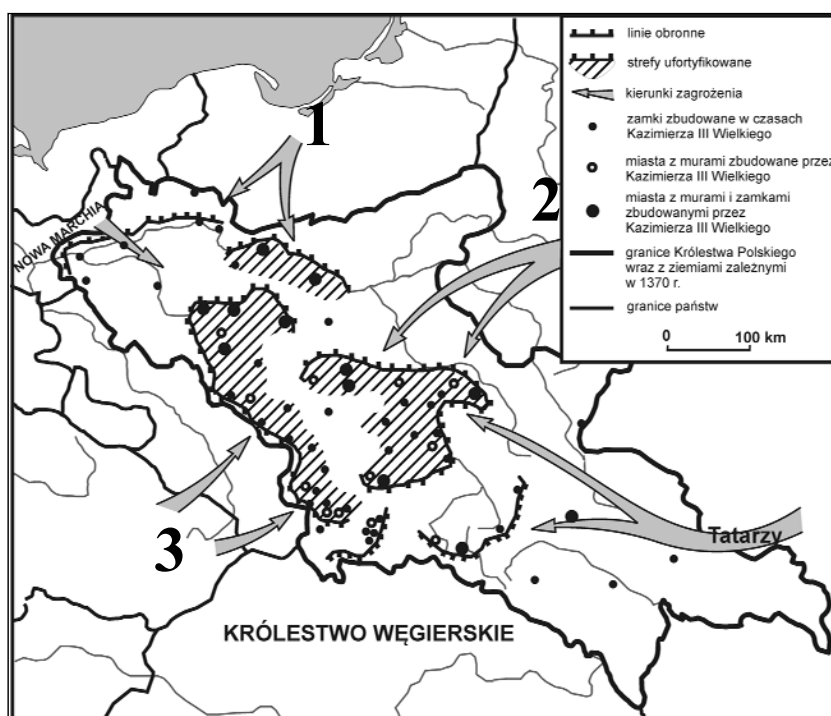 linie obronne
strefy ufortyfikowane
kierunki zagrożenia
zamki zbudowane w czasach
Kazimierza III Wielkiego
miasta z murami zbudowane przez
Kazimierza III Wielkiego
miasta z murami i zamkami
zbudowanymi przez
Kazimierza III Wielkiego
granice Królestwa Polskiego
wraz z ziemiami zależnymi
w 1370 r.
granice państw
0 100 km
1
2
NOWA MARCHIA
3
Tatarzy
KRÓLESTWO WĘGIERSKIE